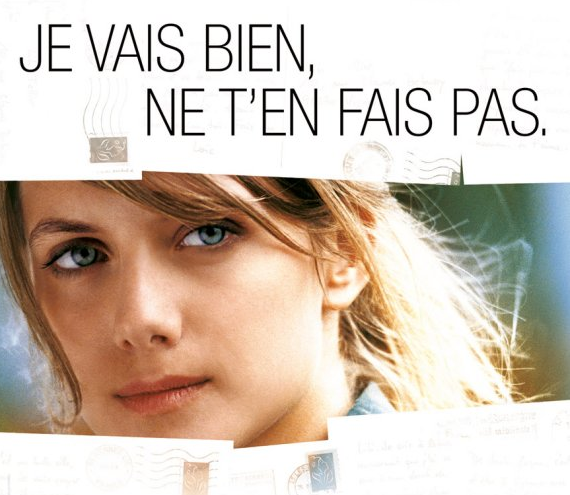 JE VAIS BIEN,
NE T'EN FAIS PAS.